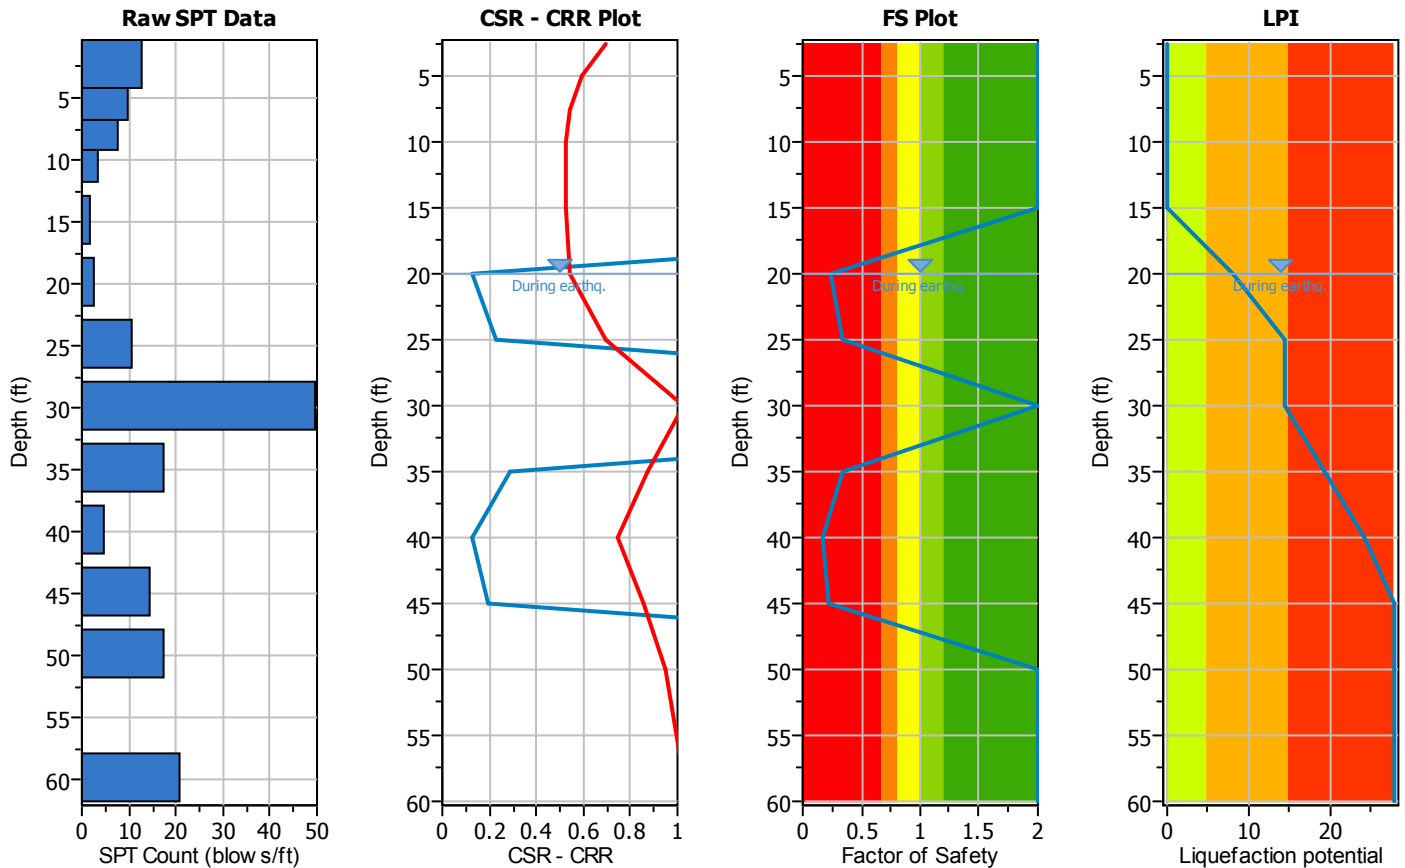 Raw SPT Data
5
10
15
20
25
30
35
40
45
50
55
60
Depth (ft)
0 10 20 30 40 50
SPT Count (blows/ft)
CSR - CRR Plot
5
10
15
20
25
30
35
40
45
50
55
60
Depth (ft)
During earthq.
0 0.2 0.4 0.6 0.8 1
CSR - CRR
FS Plot
5
10
15
20
25
30
35
40
45
50
55
60
Depth (ft)
During earthq.
0 0.5 1 1.5 2
Factor of Safety
LPI
5
10
15
20
25
30
35
40
45
50
55
60
Depth (ft)
During earthq.
0 10 20
Liquefaction potential